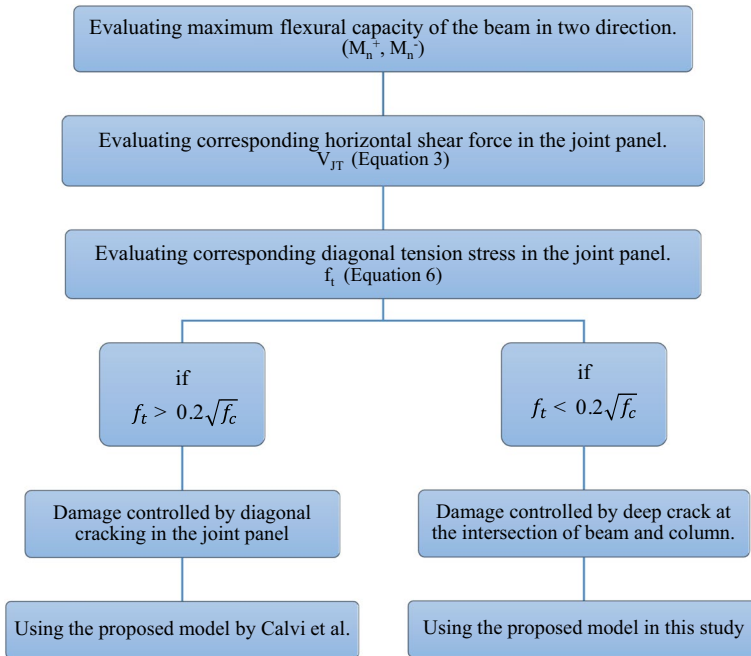 Evaluating maximum flexural capacity of the beam in two direction.
(Mₙ⁺, Mₙ⁻)
Evaluating corresponding horizontal shear force in the joint panel.
V_JT (Equation 3)
Evaluating corresponding diagonal tension stress in the joint panel.
fₜ (Equation 6)
if
fₜ > 0.2√f_c
if
fₜ < 0.2√f_c
Damage controlled by diagonal
cracking in the joint panel
Damage controlled by deep crack at
the intersection of beam and column.
Using the proposed model by Calvi et al.
Using the proposed model in this study